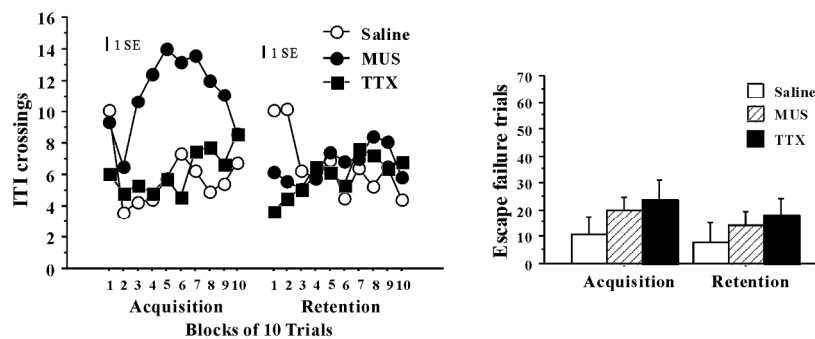 16
14
12
10
8
6
4
2
0
ITI crossings
1 SE
1 SE
Saline
MUS
TTX
1 2 3 4 5 6 7 8 9 10
1 2 3 4 5 6 7 8 9 10
Acquisition
Retention
Blocks of 10 Trials
70
60
50
40
30
20
10
0
Escape failure trials
Saline
MUS
TTX
Acquisition
Retention